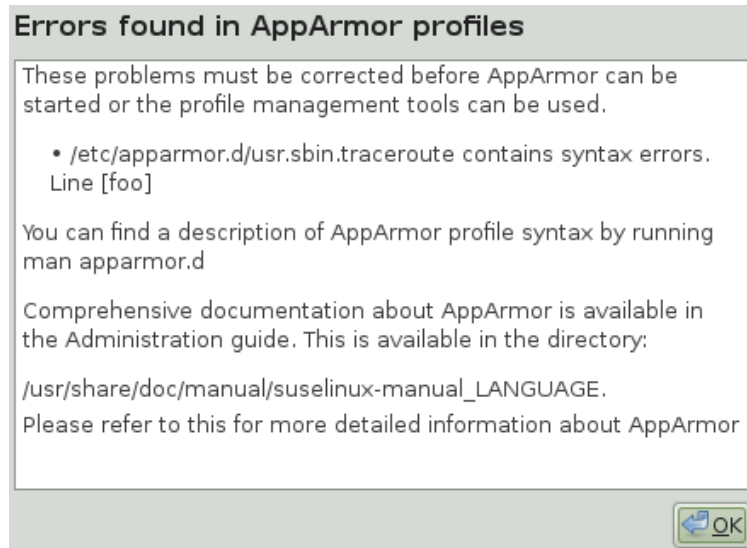 Errors found in AppArmor profiles
These problems must be corrected before AppArmor can be
started or the profile management tools can be used.
• /etc/apparmor.d/usr.sbin.traceroute contains syntax errors.
Line [foo]
You can find a description of AppArmor profile syntax by running
man apparmor.d
Comprehensive documentation about AppArmor is available in
the Administration guide. This is available in the directory:
/usr/share/doc/manual/suselinux-manual_LANGUAGE.
Please refer to this for more detailed information about AppArmor
OK